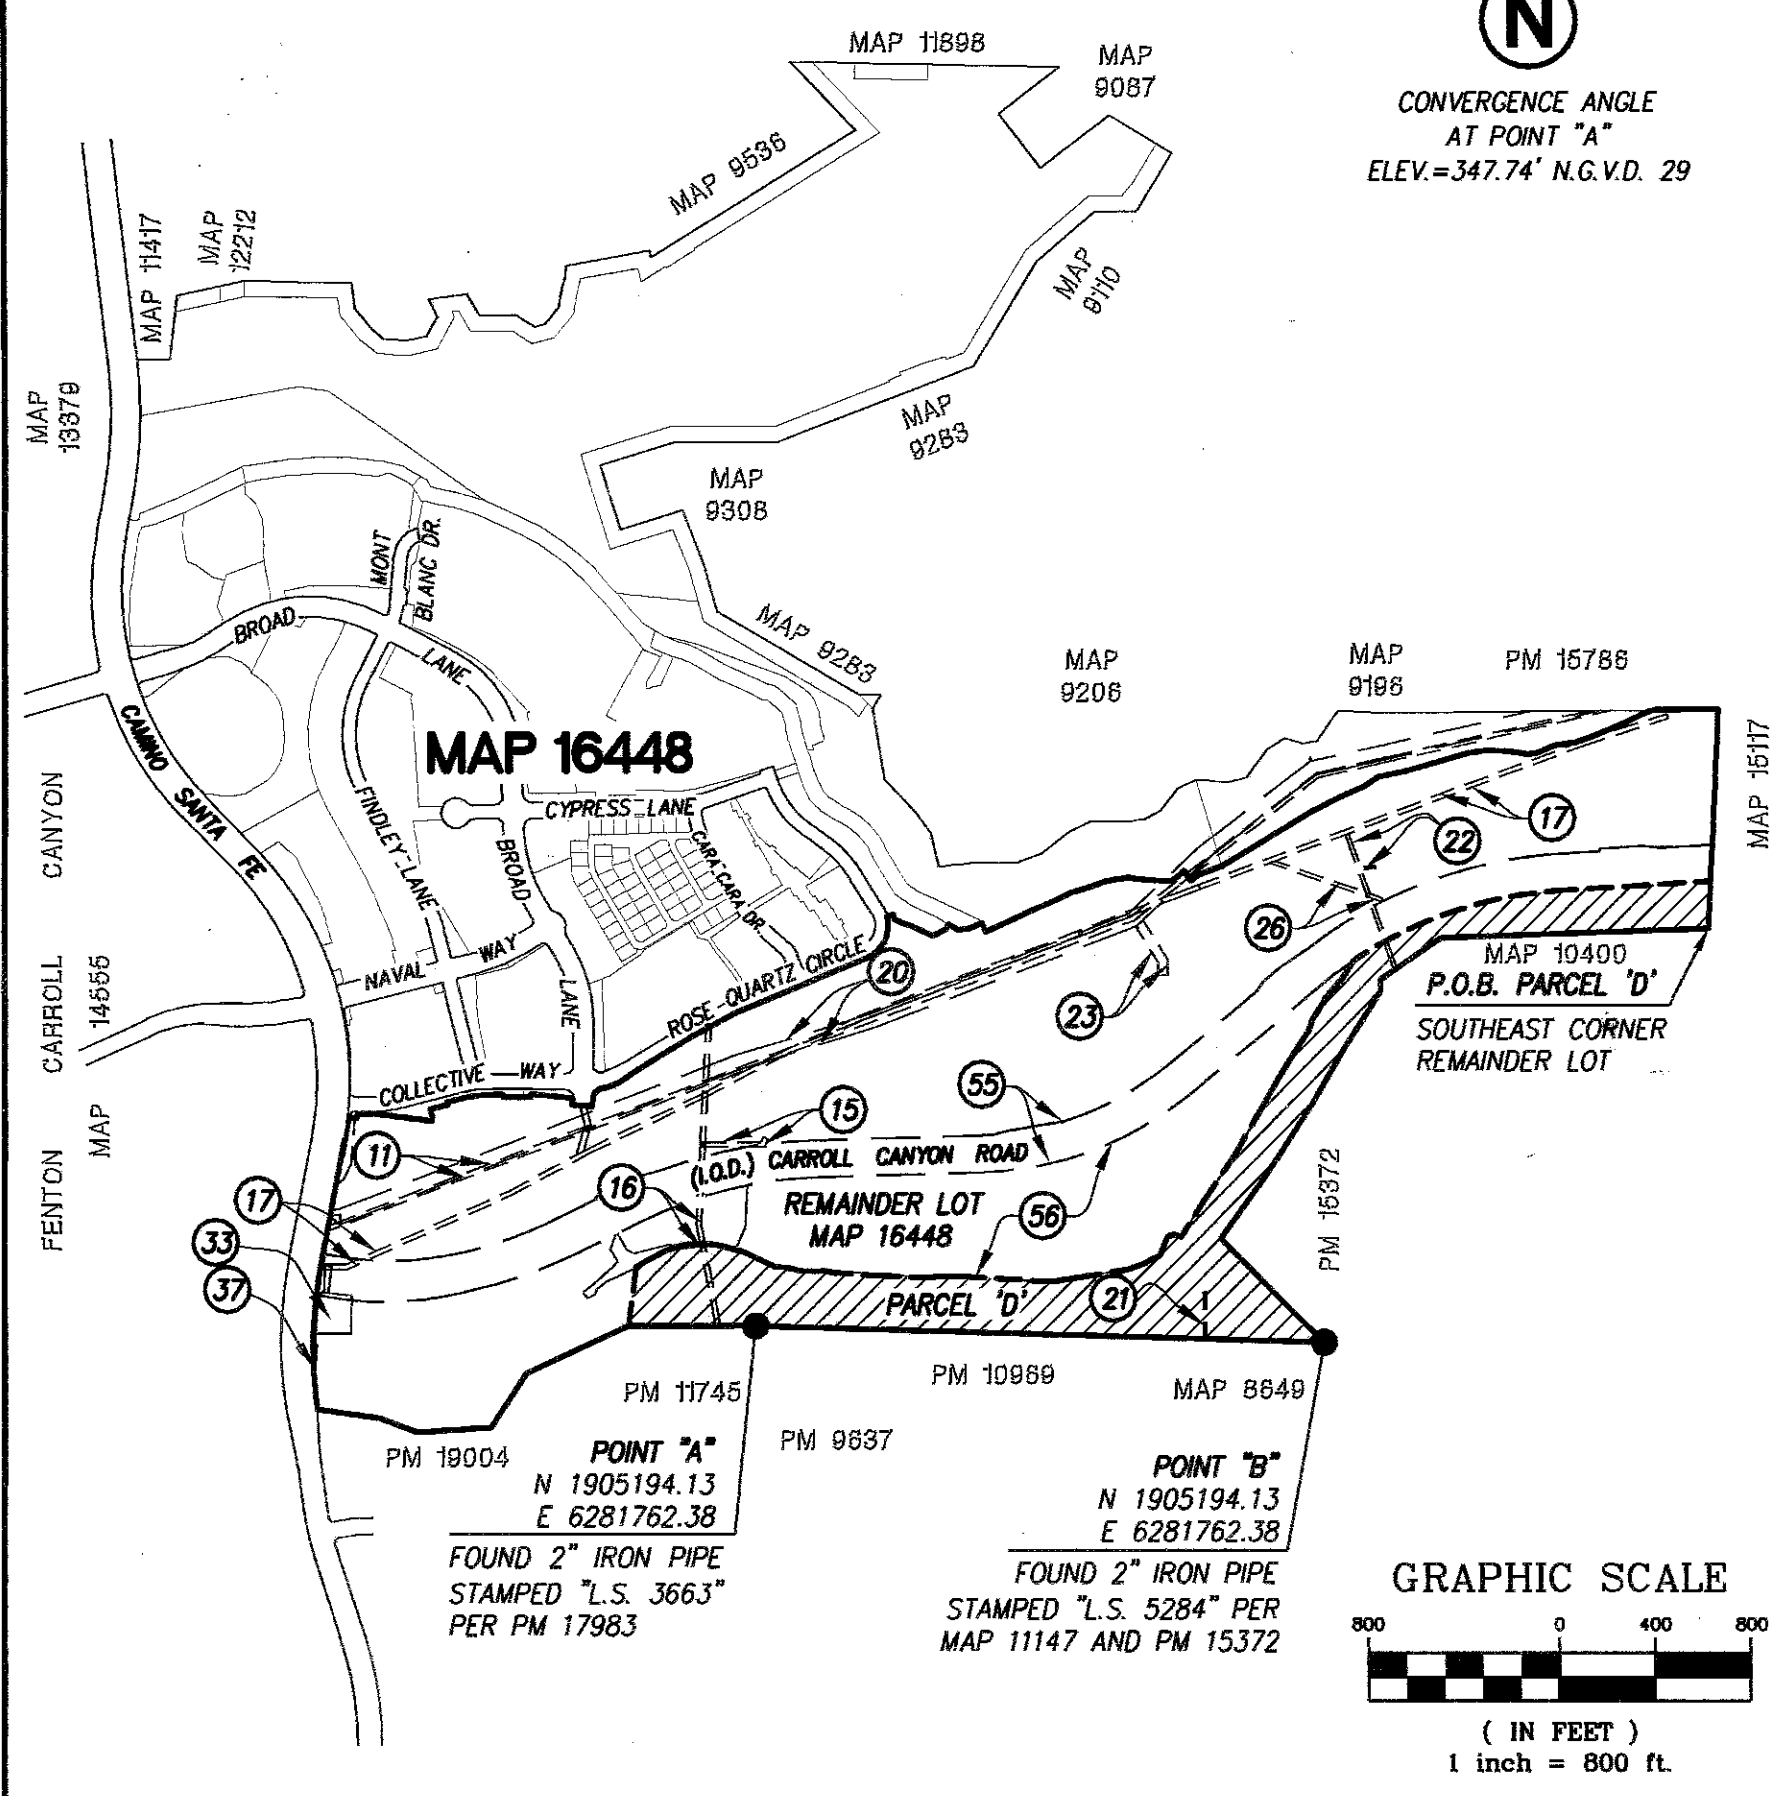 N
CONVERGENCE ANGLE
AT POINT "A"
ELEV.=347.74' N.G.V.D. 29
MAP 11898
MAP
9087
MAP 9536
MAP 11417
MAP
12212
MAP
9110
MAP
13379
MAP
9283
MAP
9308
MONT
BLANC DR.
BROAD
LANE
MAP 9283
MAP
9206
MAP
9196
PM 15786
CAMINO SANTA FE
MAP 16448
MAP 15117
FINDLEY LANE
CYPRESS LANE
CARA CARA DR.
BROAD
LANE
17
22
26
FENTON CARROLL CANYON
MAP 14555
NAVAL WAY
ROSE QUARTZ CIRCLE
20
23
MAP 10400
P.O.B. PARCEL 'D'
SOUTHEAST CORNER
REMAINDER LOT
COLLECTIVE WAY
55
15
11
(I.O.D.) CARROLL CANYON ROAD
17
16
REMAINDER LOT
MAP 16448
56
PM 15372
33
37
PARCEL 'D'
21
PM 11745
PM 10969
MAP 8649
PM 19004
PM 9637
POINT "A"
N 1905194.13
E 6281762.38
FOUND 2" IRON PIPE
STAMPED "L.S. 3663"
PER PM 17983
POINT "B"
N 1905194.13
E 6281762.38
FOUND 2" IRON PIPE
STAMPED "L.S. 5284" PER
MAP 11147 AND PM 15372
GRAPHIC SCALE
800 0 400 800
( IN FEET )
1 inch = 800 ft.